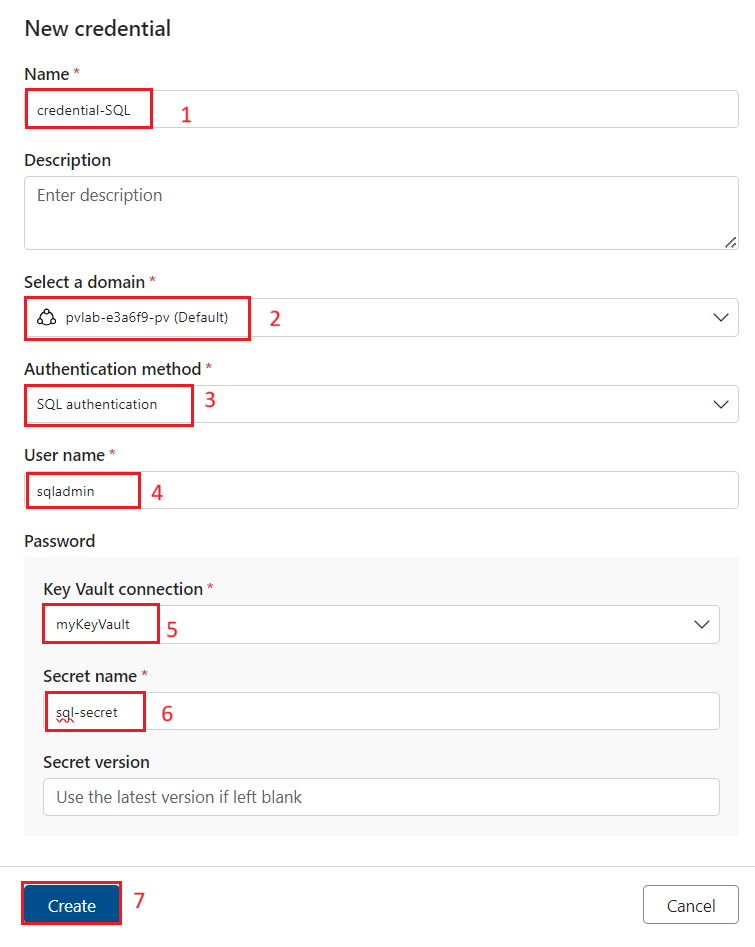 New credential
Name *
credential-SQL 1
Description
Enter description
Select a domain *
pvlab-e3a6f9-pv (Default) 2
Authentication method *
SQL authentication 3
User name *
sqladmin 4
Password
Key Vault connection *
myKeyVault 5
Secret name *
sql-secret 6
Secret version
Use the latest version if left blank
Create 7 Cancel